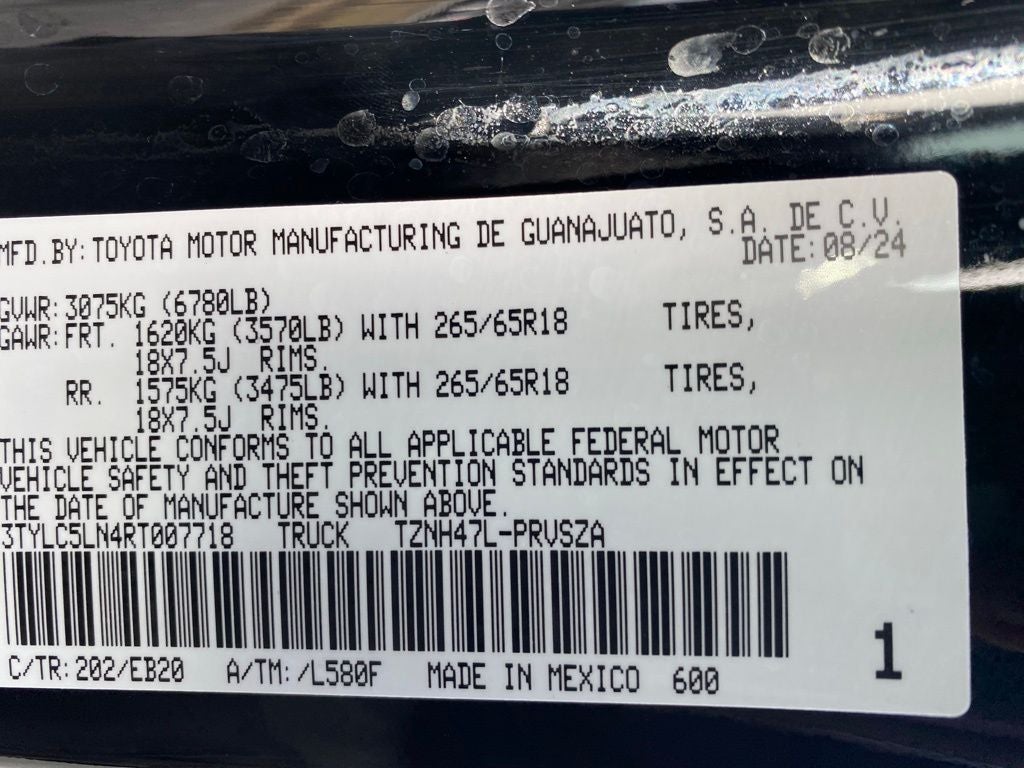 MFD.BY: TOYOTA MOTOR MANUFACTURING DE GUANAJUATO, S.A. DE C.V.
DATE: 08/24
GVWR: 3075KG (6780LB)
GAWR: FRT. 1620KG (3570LB) WITH 265/65R18 TIRES,
18X7.5J RIMS.
RR. 1575KG (3475LB) WITH 265/65R18 TIRES,
18X7.5J RIMS.
THIS VEHICLE CONFORMS TO ALL APPLICABLE FEDERAL MOTOR
VEHICLE SAFETY AND THEFT PREVENTION STANDARDS IN EFFECT ON
THE DATE OF MANUFACTURE SHOWN ABOVE.
3TYLC5LN4RT007718 TRUCK TZNH47L-PRVSZA
C/TR: 202/EB20 A/TM: /L580F MADE IN MEXICO 600 1